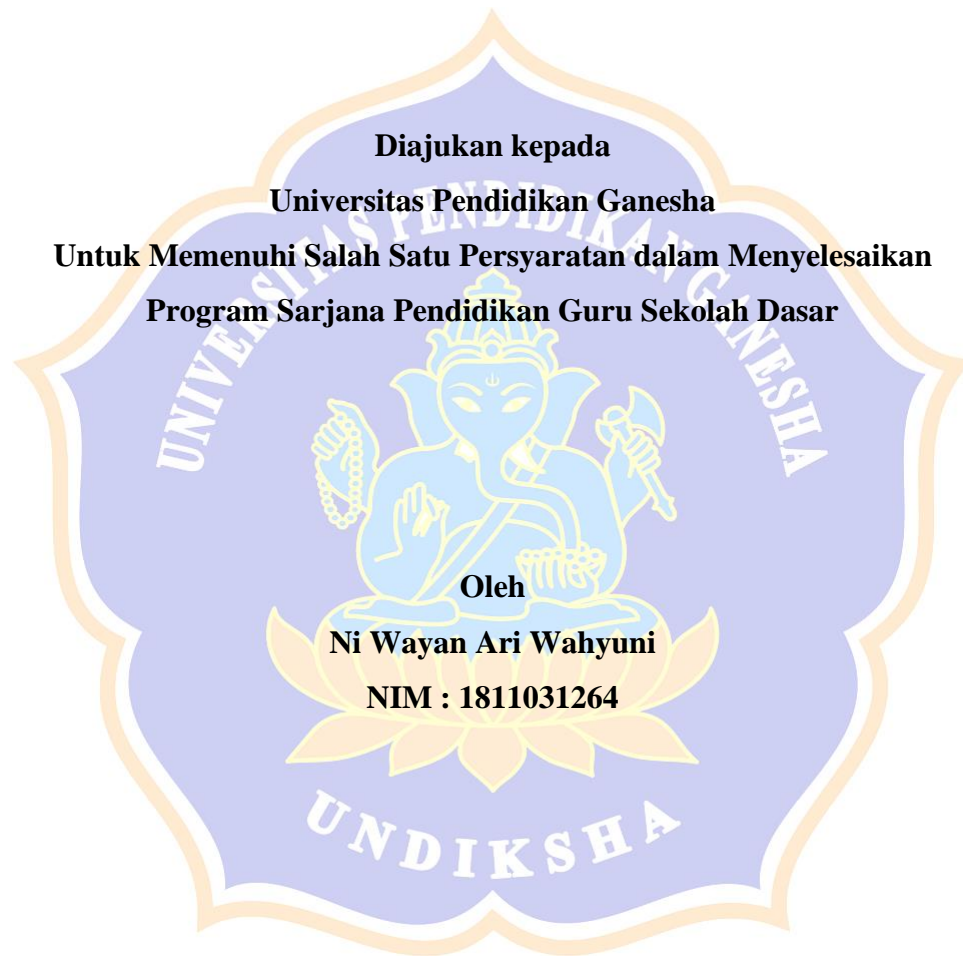 Diajukan kepada
Universitas Pendidikan Ganesha
Untuk Memenuhi Salah Satu Persyaratan dalam Menyelesaikan
Program Sarjana Pendidikan Guru Sekolah Dasar
UNIVERSITAS PENDIDIKAN GANESHA
Oleh
Ni Wayan Ari Wahyuni
NIM : 1811031264
UNDIKSHA